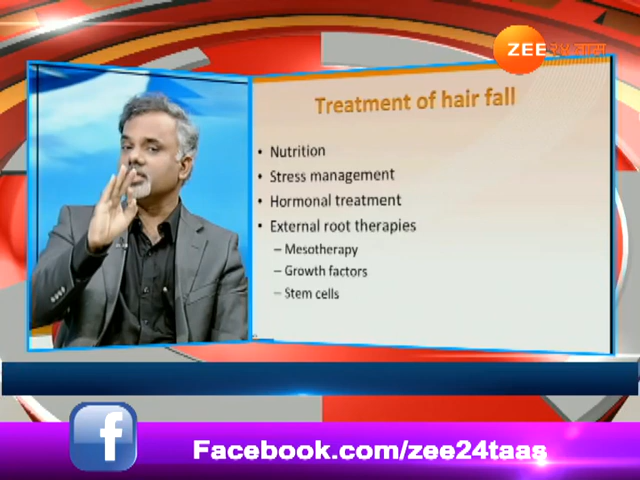 ZEE २४ तास
Treatment of hair fall
• Nutrition
• Stress management
• Hormonal treatment
• External root therapies
– Mesotherapy
– Growth factors
– Stem cells
f
Facebook.com/zee24taas